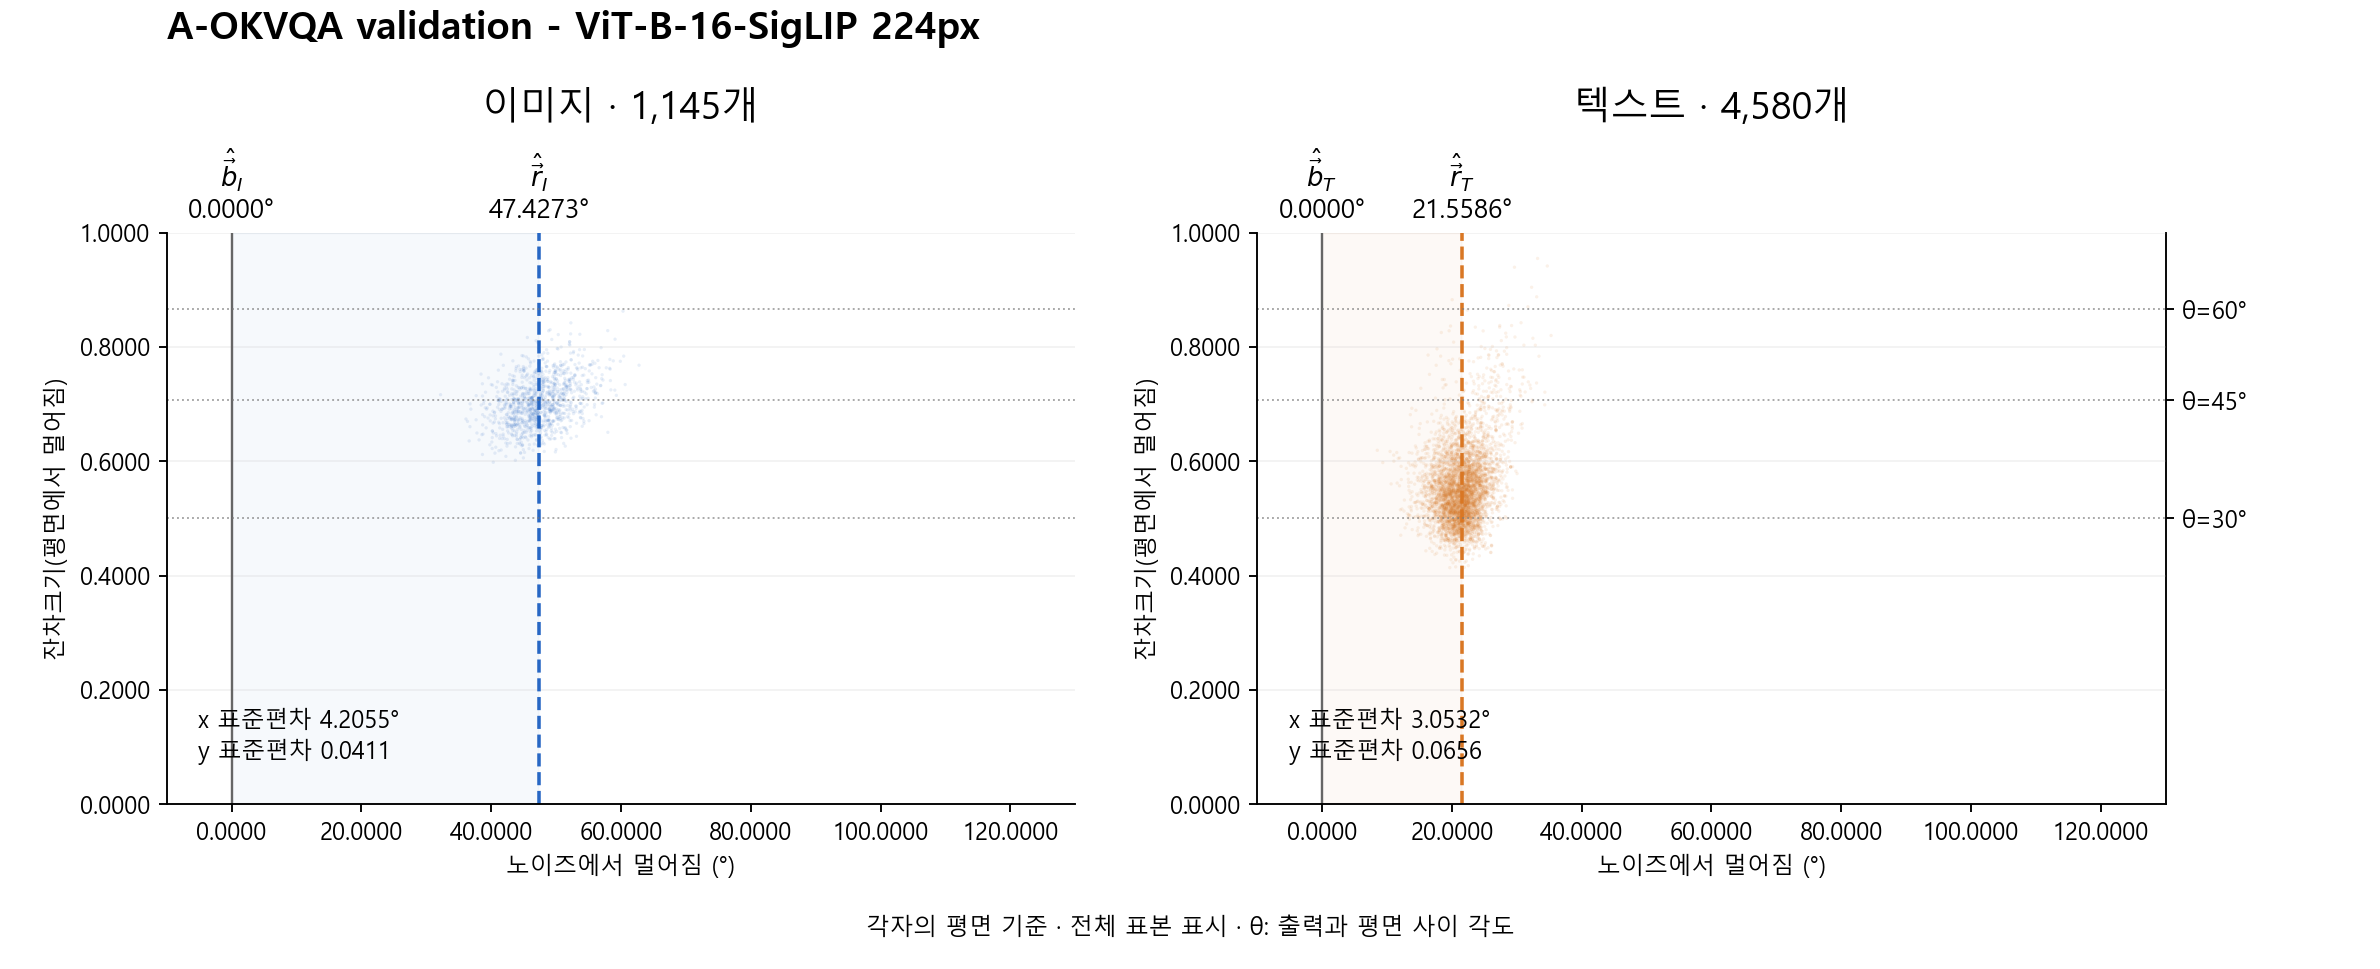 A-OKVQA validation - ViT-B-16-SigLIP 224px
이미지 · 1,145개
b̂⃗_I
0.0000°
r̂⃗_I
47.4273°
1.0000
0.8000
0.6000
0.4000
0.2000
0.0000
잔차크기(평면에서 멀어짐)
x 표준편차 4.2055°
y 표준편차 0.0411
0.0000 20.0000 40.0000 60.0000 80.0000 100.0000 120.0000
노이즈에서 멀어짐 (°)
텍스트 · 4,580개
b̂⃗_T
0.0000°
r̂⃗_T
21.5586°
1.0000
0.8000
0.6000
0.4000
0.2000
0.0000
잔차크기(평면에서 멀어짐)
θ=60°
θ=45°
θ=30°
x 표준편차 3.0532°
y 표준편차 0.0656
0.0000 20.0000 40.0000 60.0000 80.0000 100.0000 120.0000
노이즈에서 멀어짐 (°)
각자의 평면 기준 · 전체 표본 표시 · θ: 출력과 평면 사이 각도